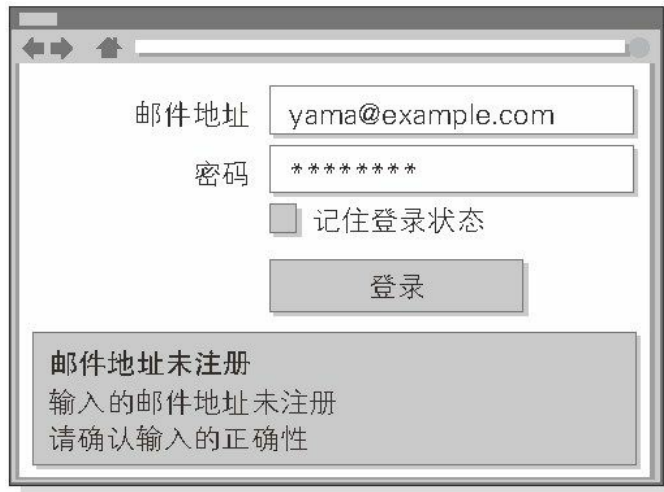 邮件地址 yama@example.com
密码 ********
记住登录状态
登录
邮件地址未注册
输入的邮件地址未注册
请确认输入的正确性